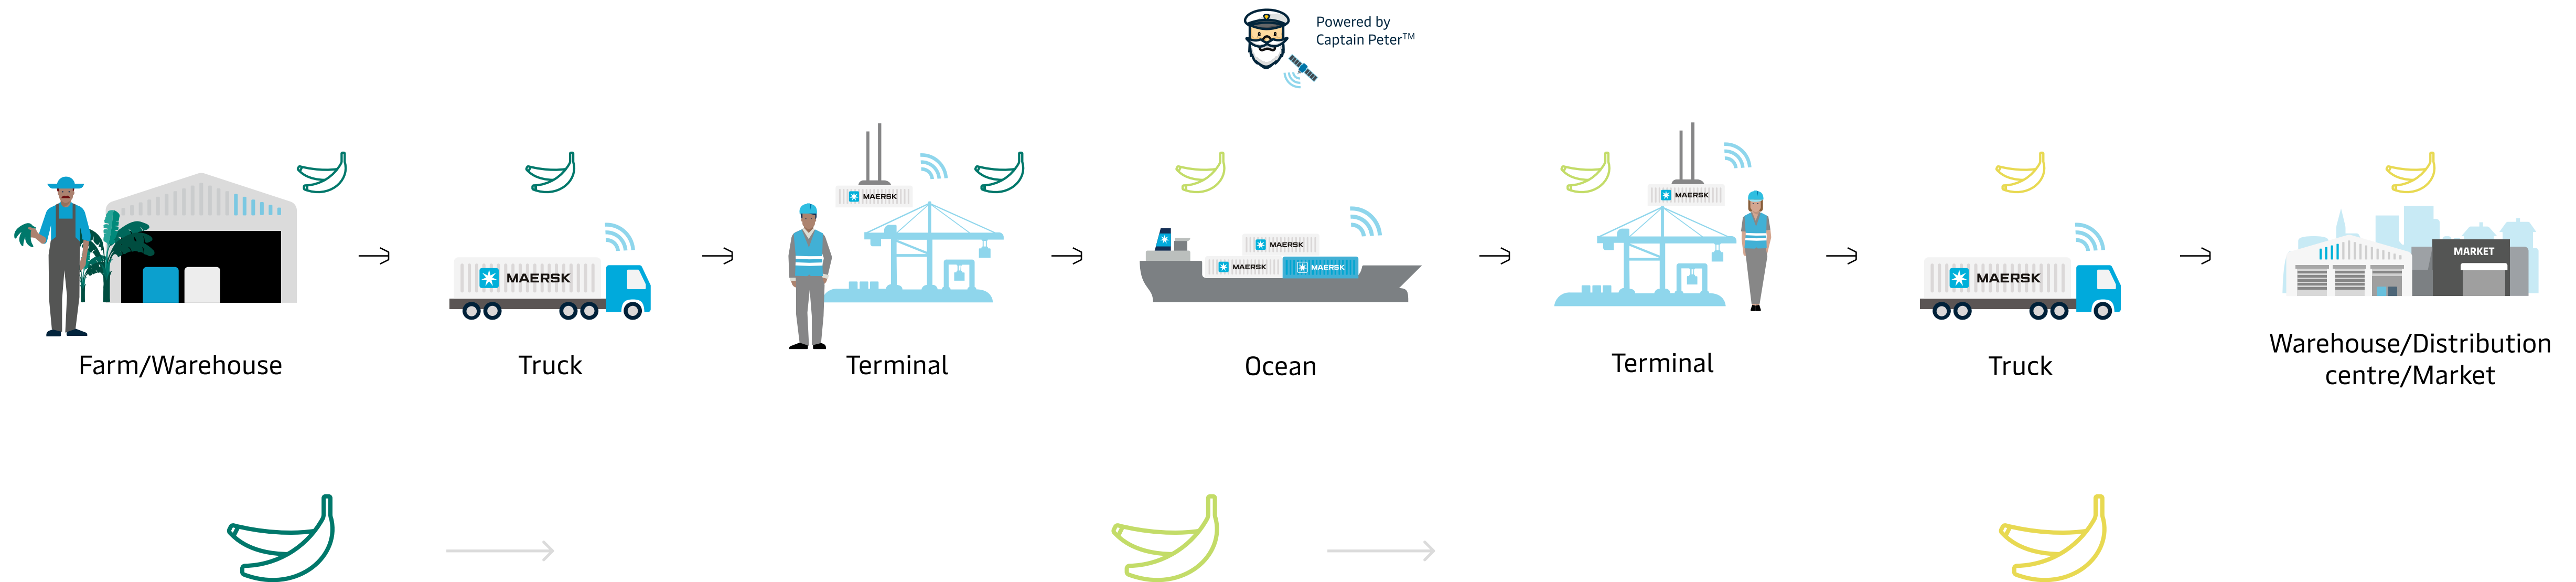 Powered by
Captain Peter™
MAERSK
MAERSK
MAERSK
MAERSK
MAERSK
MAERSK
MAERSK
MARKET
Farm/Warehouse
Truck
Terminal
Ocean
Terminal
Truck
Warehouse/Distribution
centre/Market